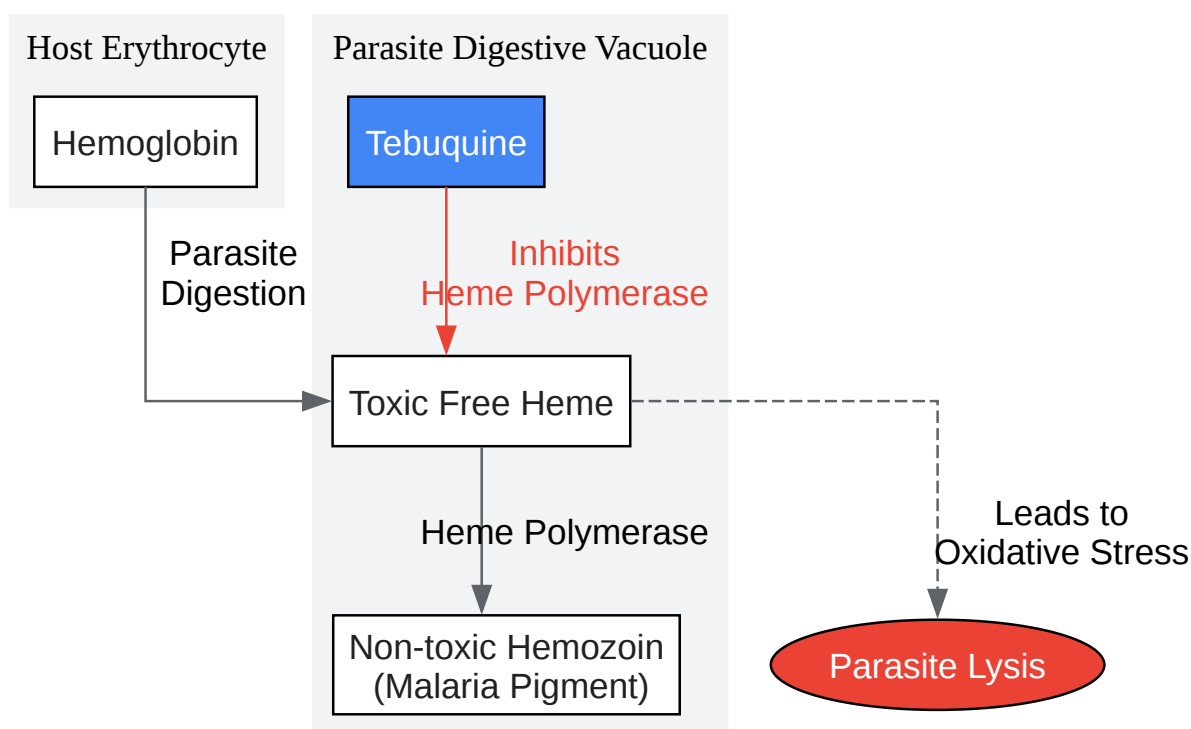 Host Erythrocyte
Parasite Digestive Vacuole
Hemoglobin
Tebuquine
Parasite
Digestion
Inhibits
Heme Polymerase
Toxic Free Heme
Heme Polymerase
Leads to
Oxidative Stress
Non-toxic Hemozoin
(Malaria Pigment)
Parasite Lysis